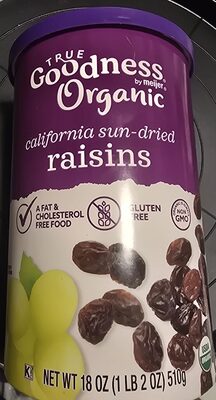 TRUE
Goodness
by meijer®
Organic
california sun-dried
raisins
A FAT &
CHOLESTEROL
FREE FOOD
GLUTEN
FREE
NON
GMO
USDA
K
NET WT 18 OZ (1 LB 2 OZ) 510g